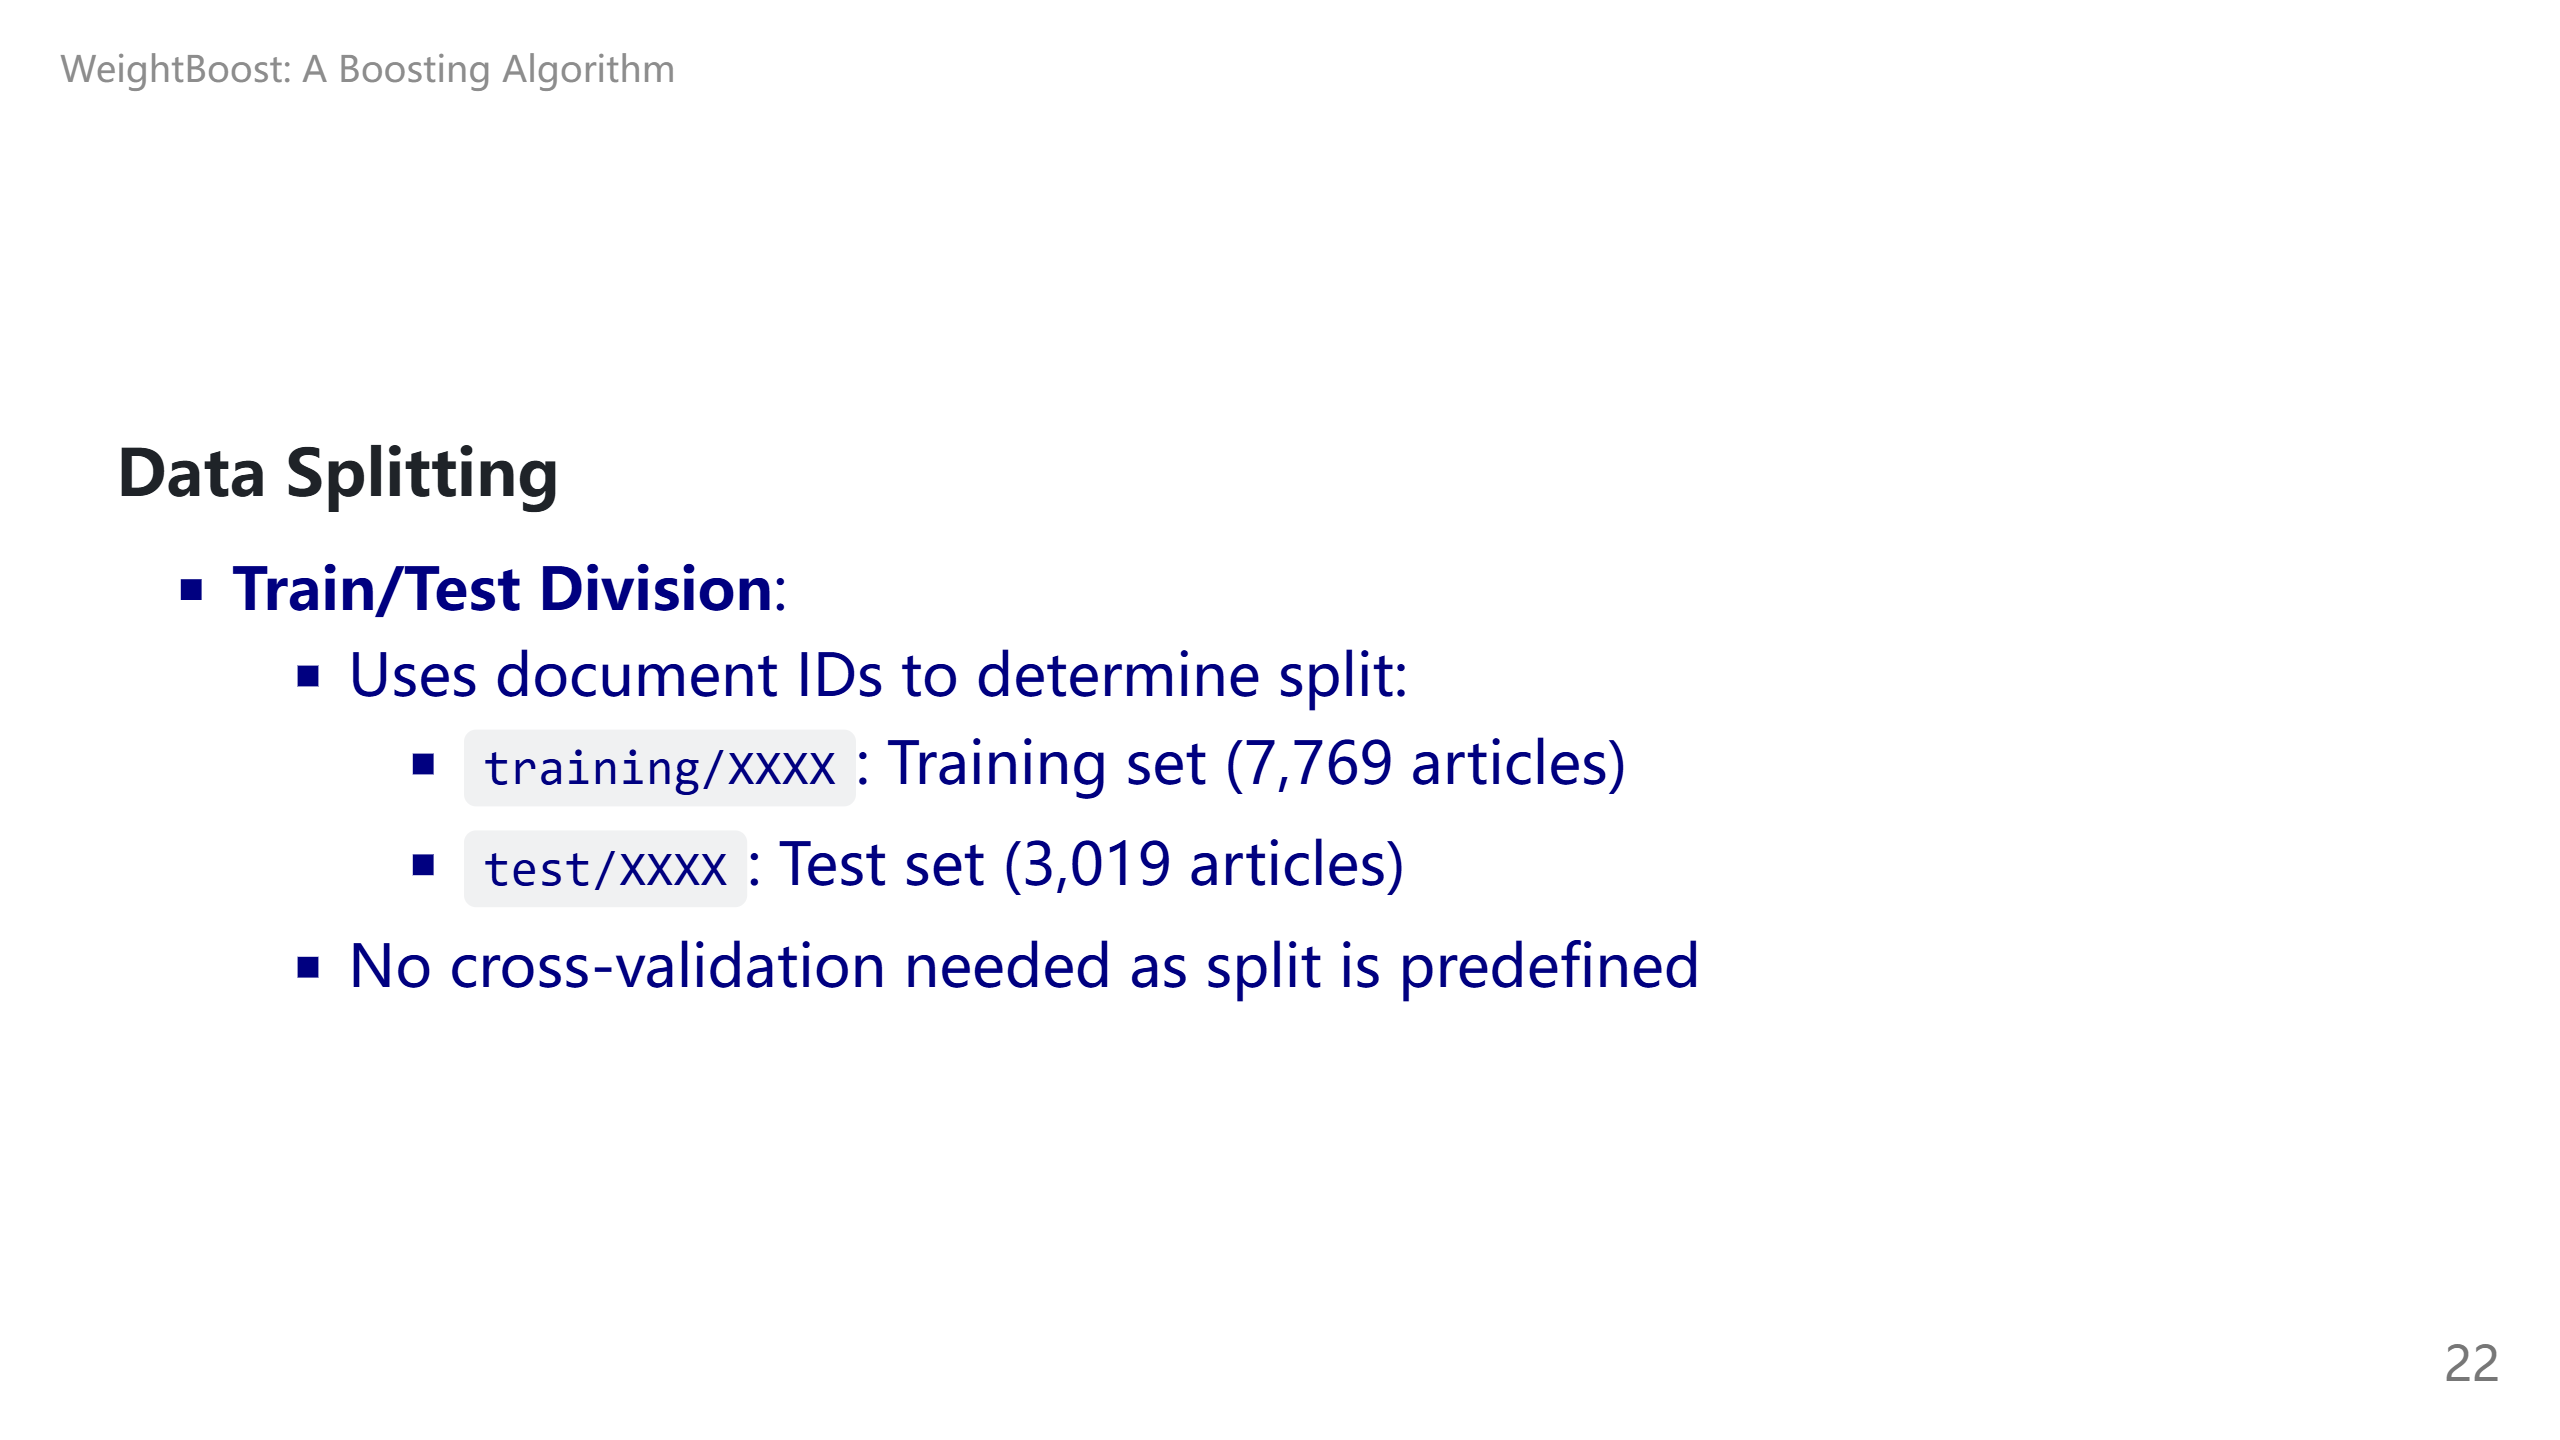 WeightBoost: A Boosting Algorithm
Data Splitting
Train/Test Division:
Uses document IDs to determine split:
training/XXXX : Training set (7,769 articles)
test/XXXX : Test set (3,019 articles)
No cross-validation needed as split is predefined
22